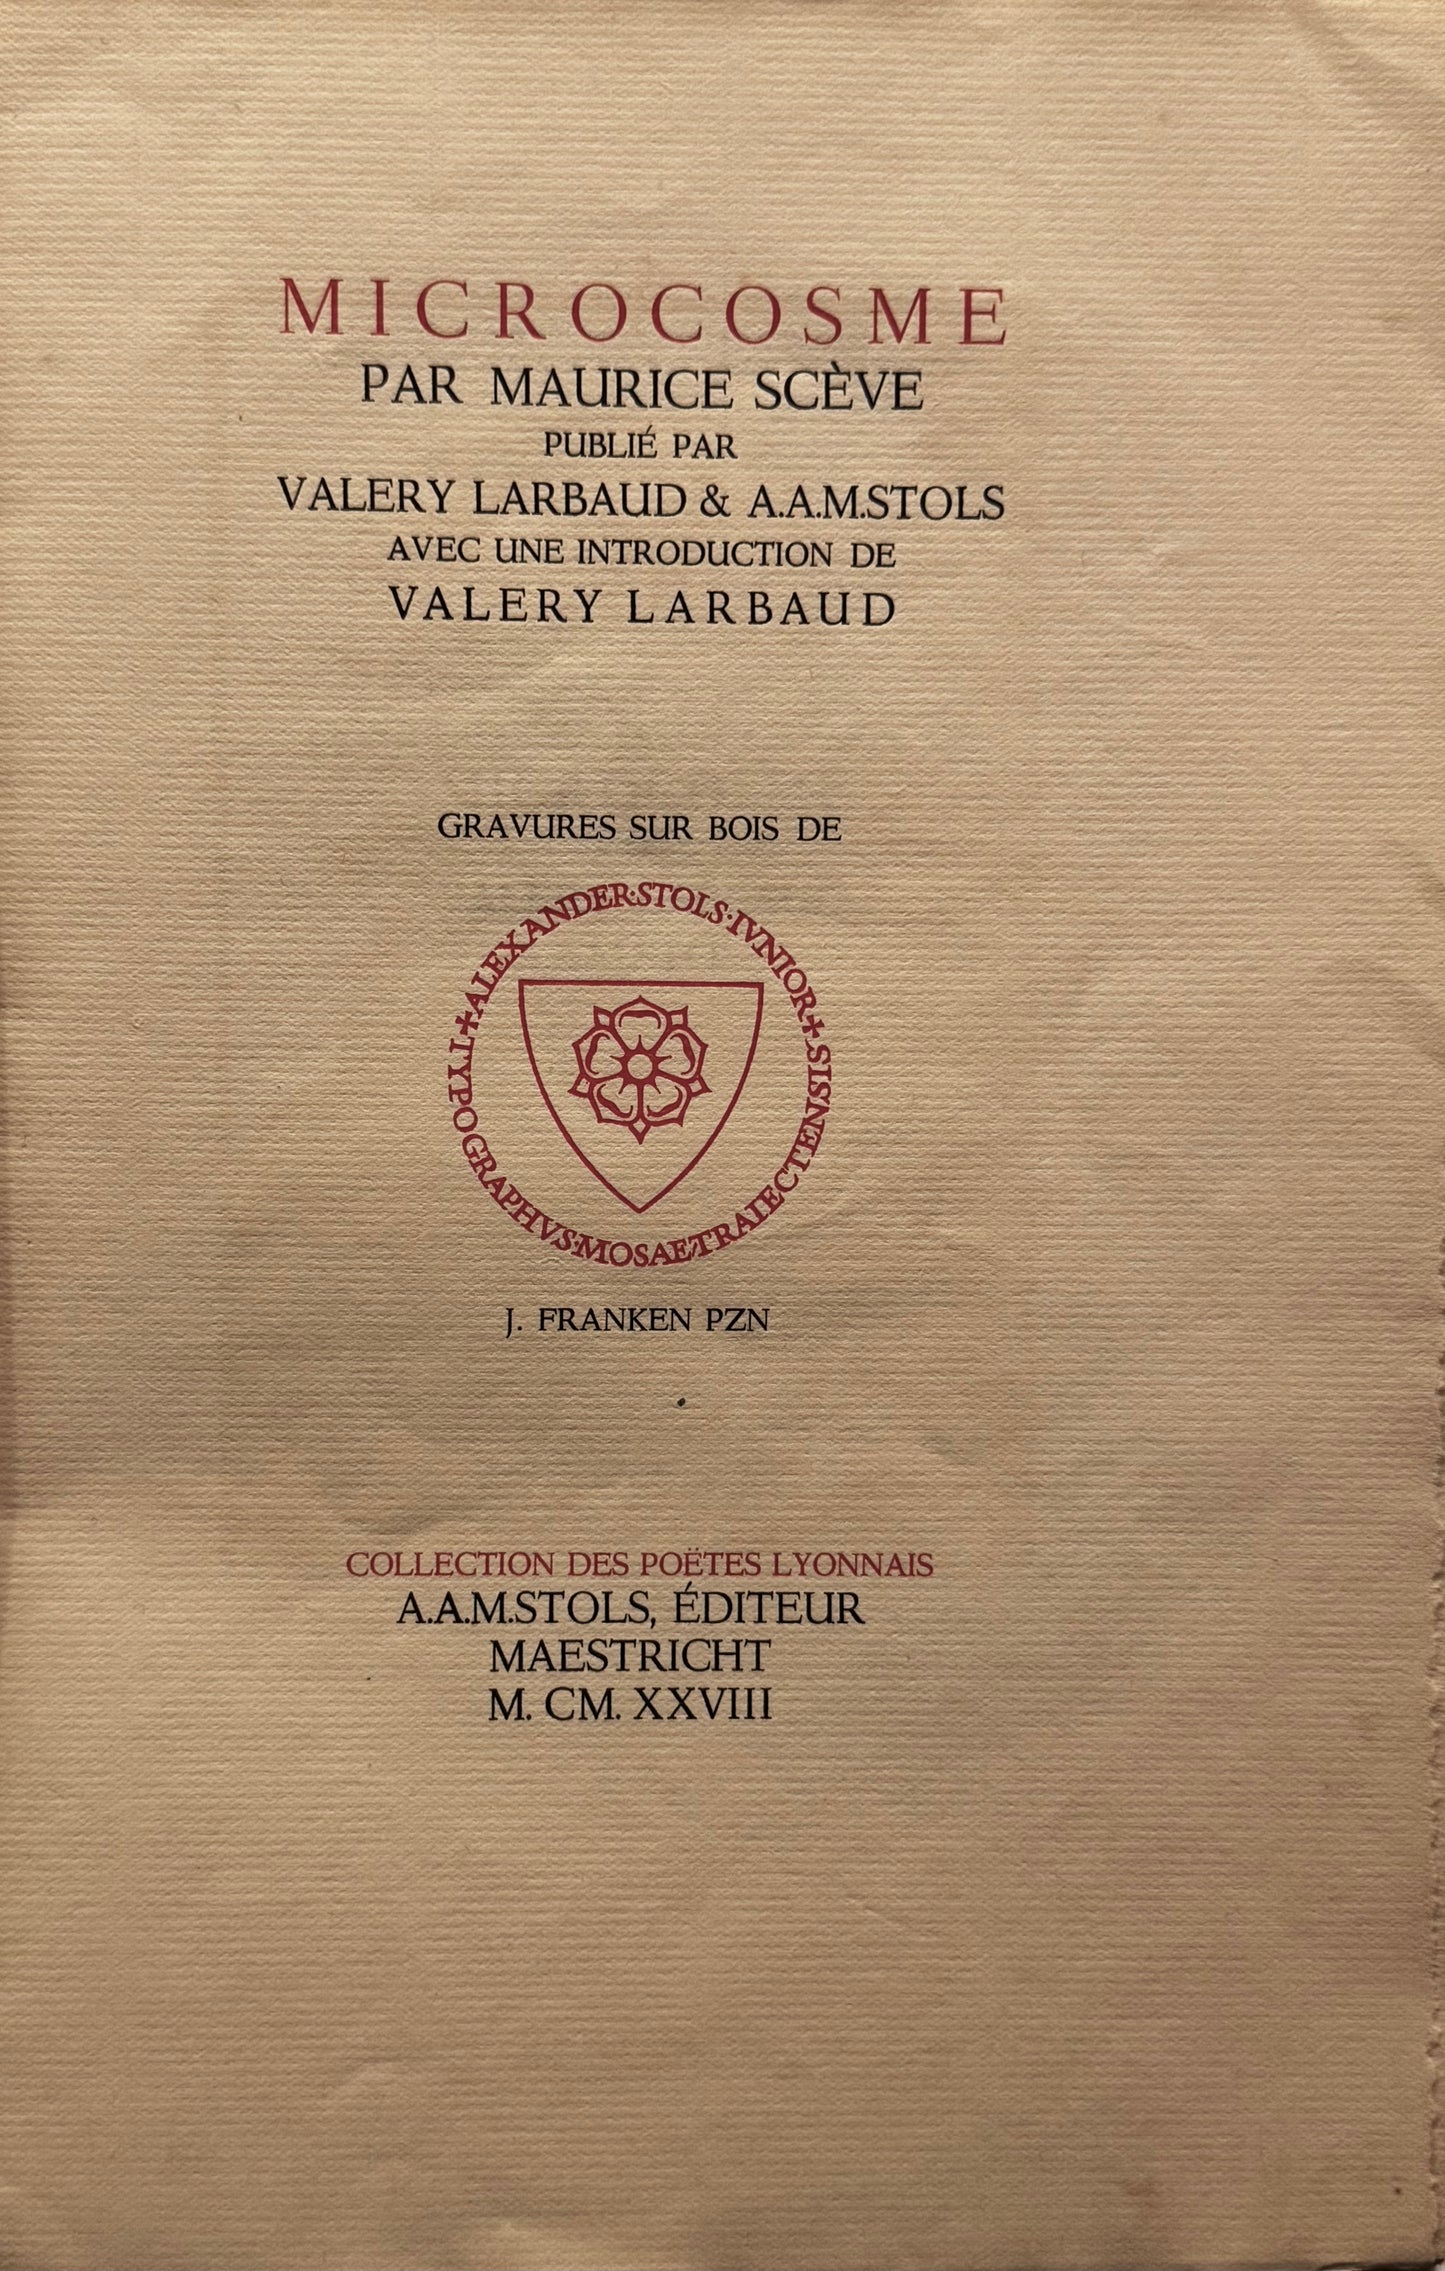 MICROCOSME
PAR MAURICE SCÈVE
PUBLIÉ PAR
VALERY LARBAUD & A.A.M.STOLS
AVEC UNE INTRODUCTION DE
VALERY LARBAUD
GRAVURES SUR BOIS DE
+ALEXANDER·STOLS·IVNIOR+
TYPOGRAPHVS·MOSAETRAIECTENSIS
J. FRANKEN PZN
COLLECTION DES POËTES LYONNAIS
A.A.M.STOLS, ÉDITEUR
MAESTRICHT
M. CM. XXVIII